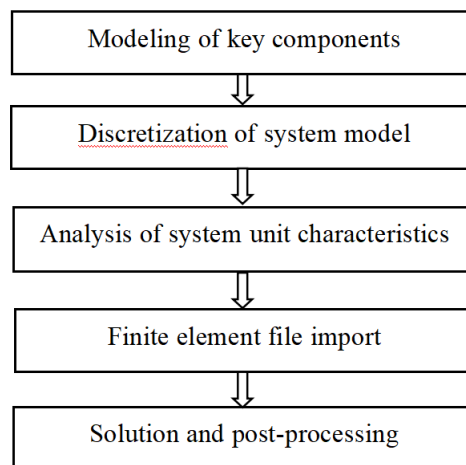 Modeling of key components
Discretization of system model
Analysis of system unit characteristics
Finite element file import
Solution and post-processing